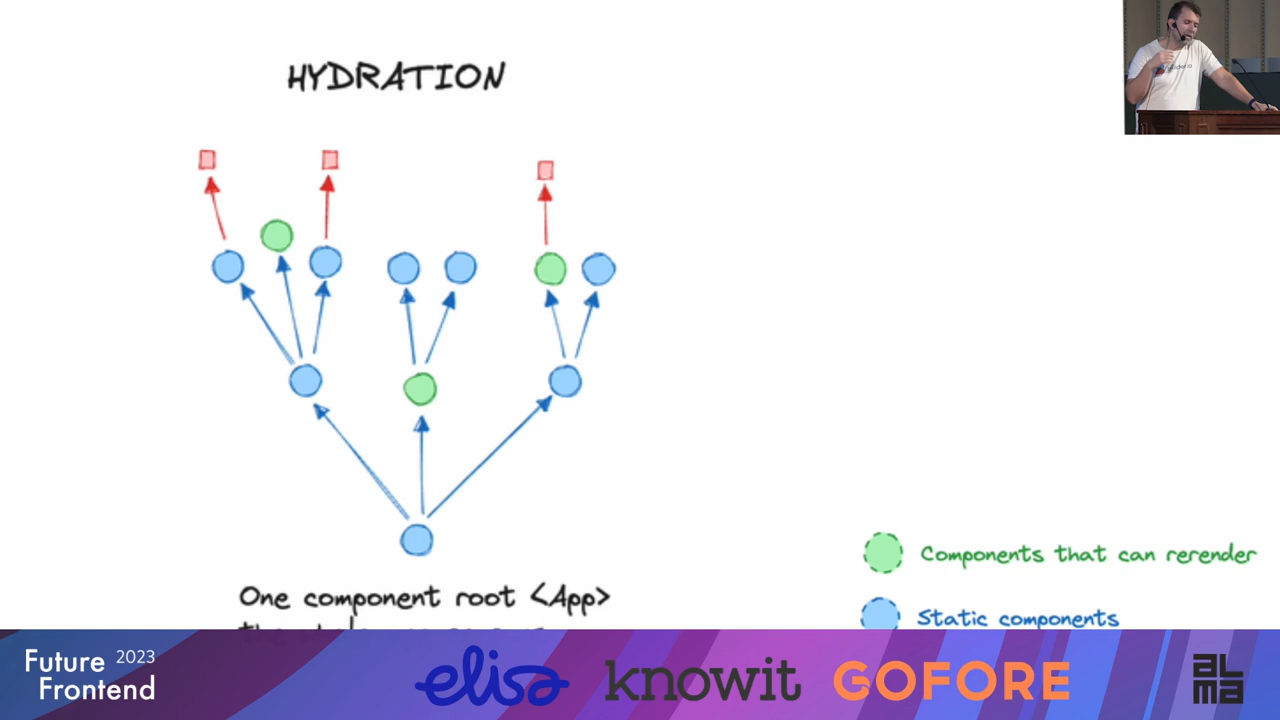 HYDRATION
One component root <App>
Components that can rerender
Static components
Future 2023
Frontend
elisa
knowit
GOFORE
ALMA